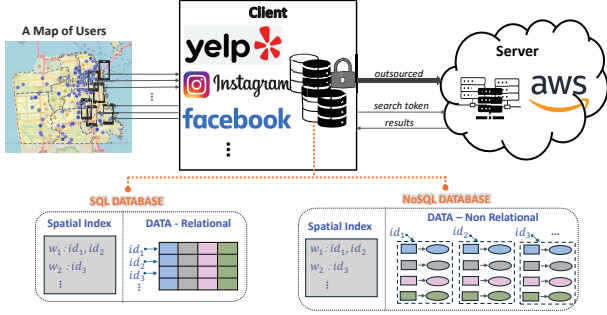 A Map of Users
Client
Server
yelp
Instagram
facebook
outsourced
search token
results
aws
SQL DATABASE
NoSQL DATABASE
Spatial Index
w₁ : id₁, id₂
w₂ : id₃
⋮
DATA - Relational
id₁
id₂
id₃
⋮
Spatial Index
w₁ : id₁, id₂
w₂ : id₃
⋮
DATA – Non Relational
id₁ id₂ id₃ ...